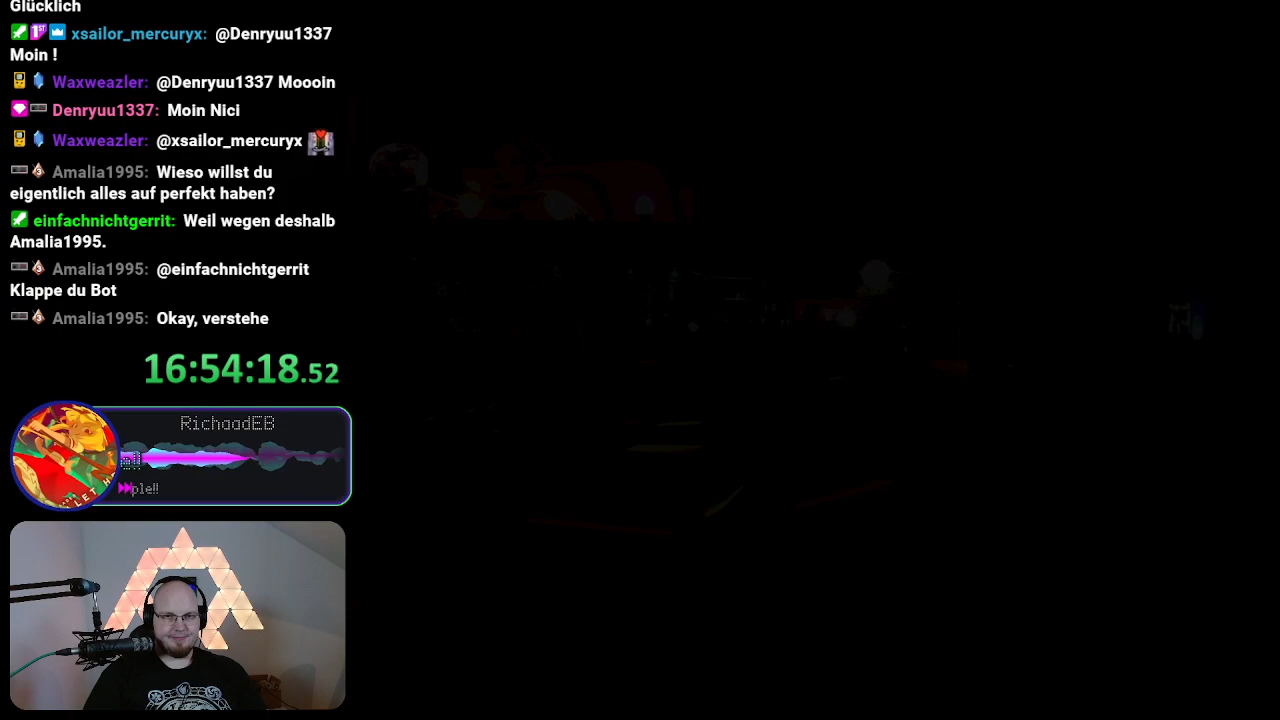 Glücklich
xsailor_mercuryx: @Denryuu1337
Moin !
Waxweazler: @Denryuu1337 Moooin
Denryuu1337: Moin Nici
Waxweazler: @xsailor_mercuryx
Amalia1995: Wieso willst du
eigentlich alles auf perfekt haben?
einfachnichtgerrit: Weil wegen deshalb
Amalia1995.
Amalia1995: @einfachnichtgerrit
Klappe du Bot
Amalia1995: Okay, verstehe
16:54:18.52
RichaadEB
ple!!